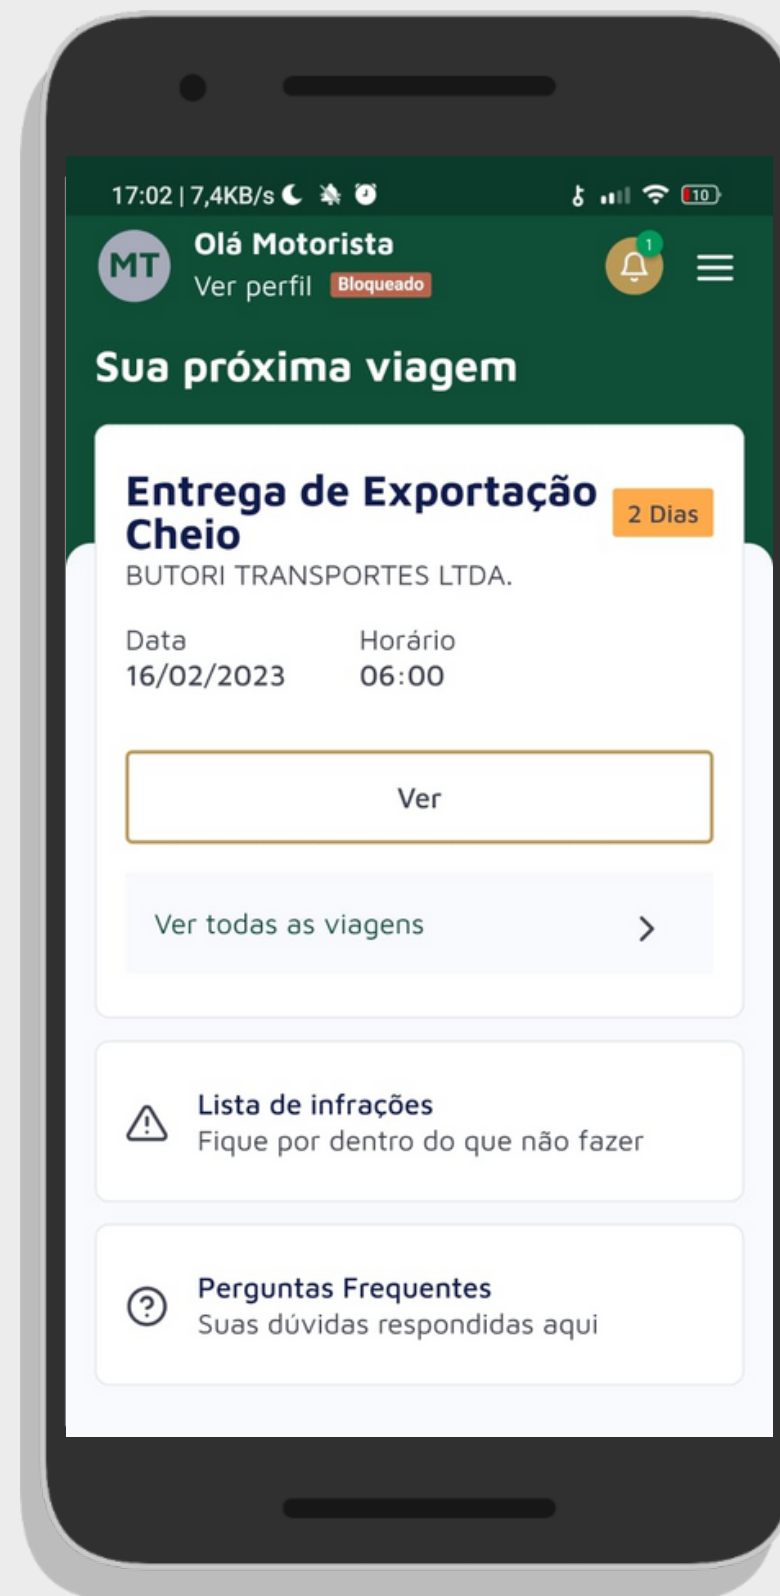 17:02 | 7,4KB/s
10
MT
Olá Motorista
1
Ver perfil Bloqueado
Sua próxima viagem
Entrega de Exportação
Cheio
2 Dias
BUTORI TRANSPORTES LTDA.
Data Horário
16/02/2023 06:00
Ver
Ver todas as viagens
Lista de infrações
Fique por dentro do que não fazer
Perguntas Frequentes
Suas dúvidas respondidas aqui